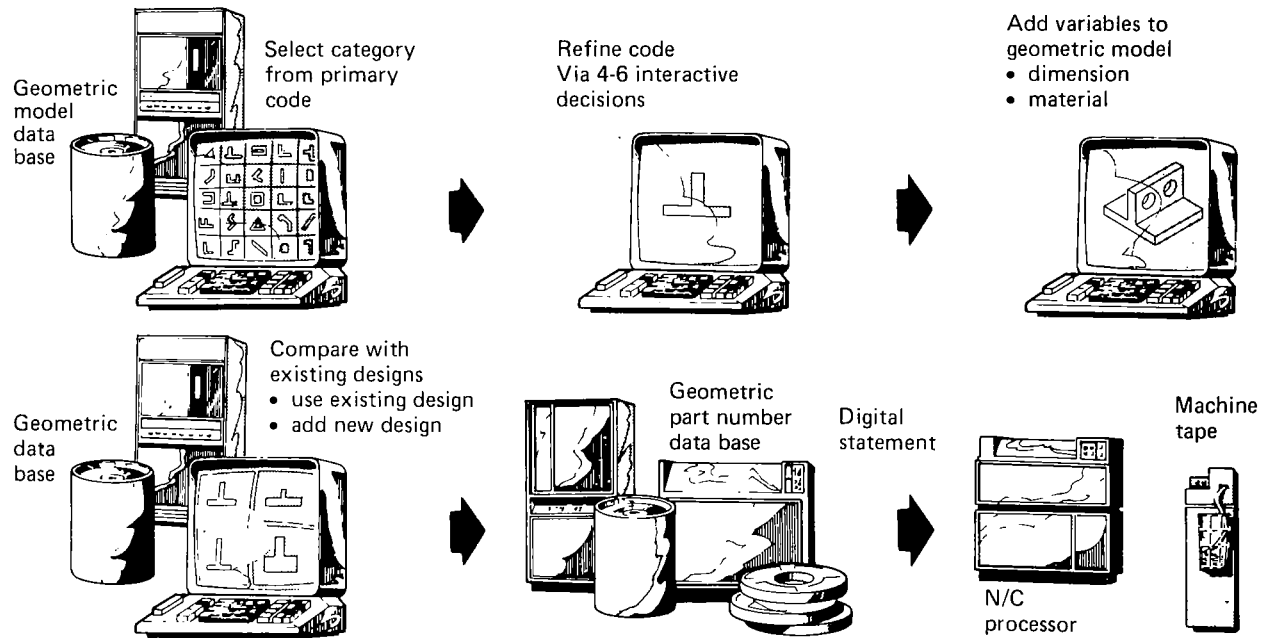 Geometric
model
data
base
Select category
from primary
code
Refine code
Via 4-6 interactive
decisions
Add variables to
geometric model
• dimension
• material
Geometric
data
base
Compare with
existing designs
• use existing design
• add new design
Geometric
part number
data base
Digital
statement
N/C
processor
Machine
tape